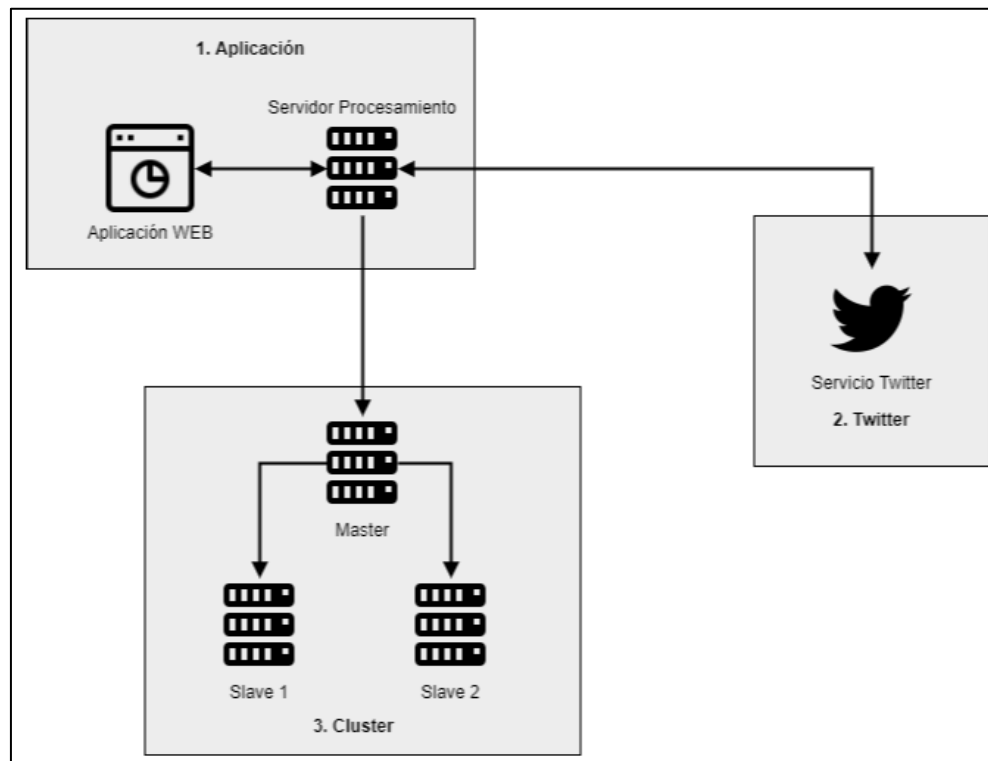 1. Aplicación
Servidor Procesamiento
Aplicación WEB
Servicio Twitter
2. Twitter
Master
Slave 1
Slave 2
3. Cluster